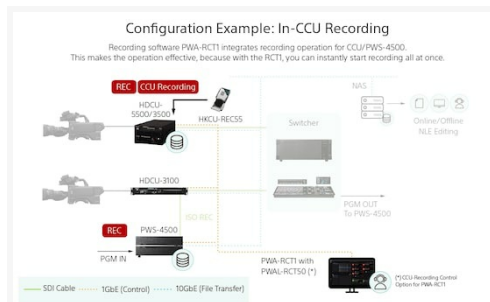 Configuration Example: In-CCU Recording
Recording software PWA-RCT1 integrates recording operation for CCU/PWS-4500.
This makes the operation effective, because with the RCT1, you can instantly start recording all at once.
REC
CCU Recording
HDCU-
5500/3500
HKCU-REC55
NAS
Switcher
Online/Offline
NLE Editing
HDCU-3100
ISO REC
PGM OUT
To PWS-4500
REC
PWS-4500
PGM IN
PWA-RCT1 with
PWAL-RCT50 (*)
(*) CCU Recording Control
Option for PWA-RCT1
SDI Cable
1GbE (Control)
10GbE (File Transfer)